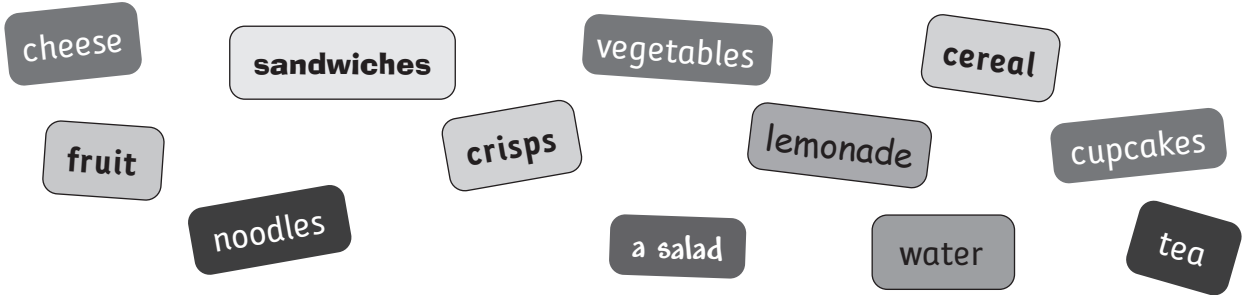 cheese
sandwiches
vegetables
cereal
fruit
crisps
lemonade
cupcakes
noodles
a salad
water
tea